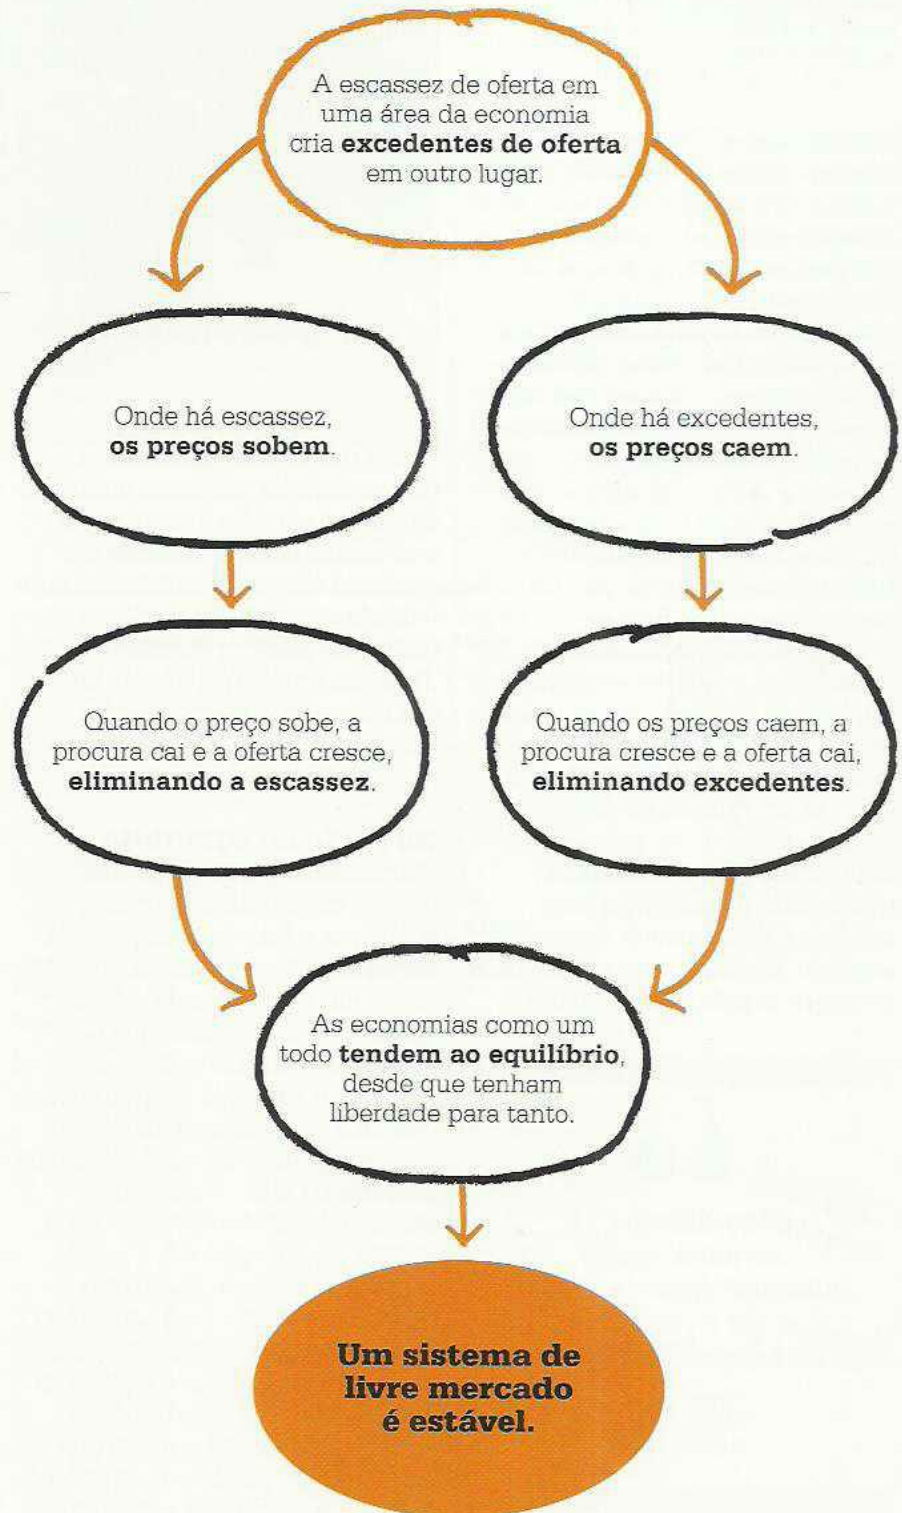 A escassez de oferta em
uma área da economia
cria excedentes de oferta
em outro lugar.
Onde há escassez,
os preços sobem.
Onde há excedentes,
os preços caem.
Quando o preço sobe, a
procura cai e a oferta cresce,
eliminando a escassez.
Quando os preços caem, a
procura cresce e a oferta cai,
eliminando excedentes.
As economias como um
todo tendem ao equilíbrio,
desde que tenham
liberdade para tanto.
Um sistema de
livre mercado
é estável.